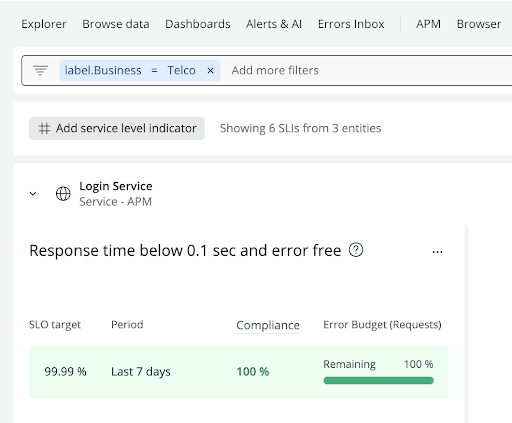 Explorer Browse data Dashboards Alerts & AI Errors Inbox APM Browser
label.Business = Telco × Add more filters
Add service level indicator Showing 6 SLIs from 3 entities
Login Service
Service - APM
Response time below 0.1 sec and error free ? ...
SLO target Period Compliance Error Budget (Requests)
99.99 % Last 7 days 100 % Remaining 100 %